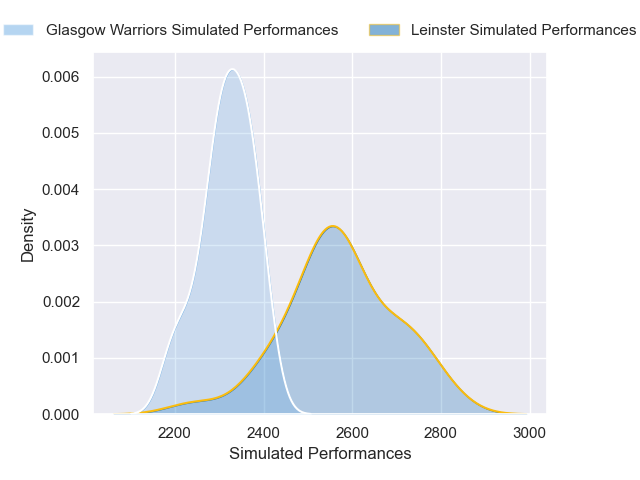 Glasgow Warriors Simulated Performances
Leinster Simulated Performances
0.006
0.005
0.004
0.003
0.002
0.001
0.000
Density
2200 2400 2600 2800 3000
Simulated Performances